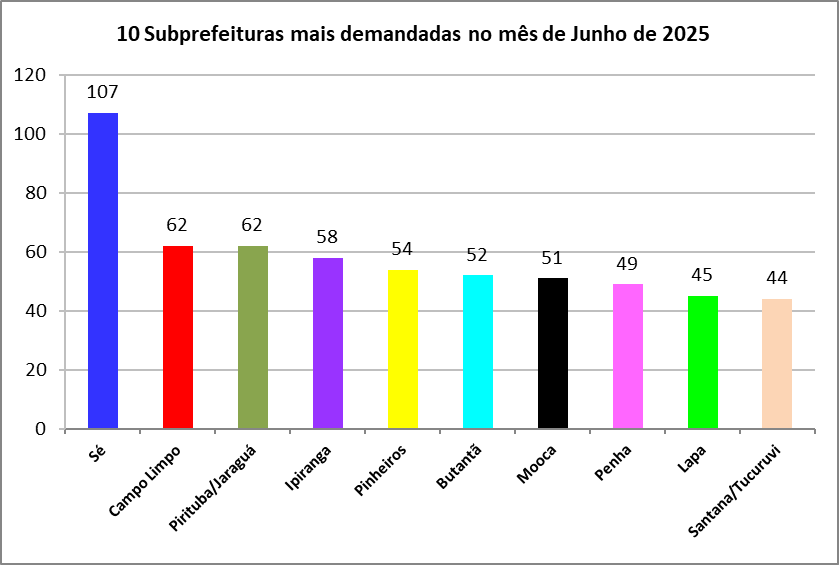 10 Subprefeituras mais demandadas no mês de Junho de 2025
120
100
80
60
40
20
0
107
62
62
58
54
52
51
49
45
44
Sé
Campo Limpo
Pirituba/Jaraguá
Ipiranga
Pinheiros
Butantã
Mooca
Penha
Lapa
Santana/Tucuruvi